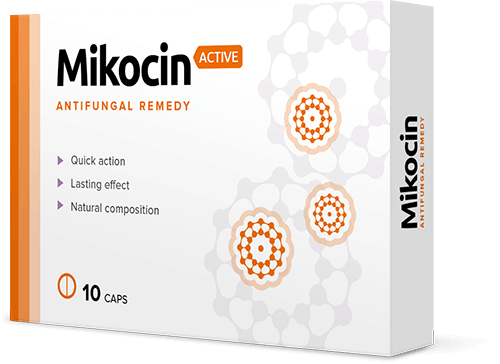 Mikocin ACTIVE
ANTIFUNGAL REMEDY
Quick action
Lasting effect
Natural composition
10 CAPS
Mikocin
ANTIFUNGAL REMEDY